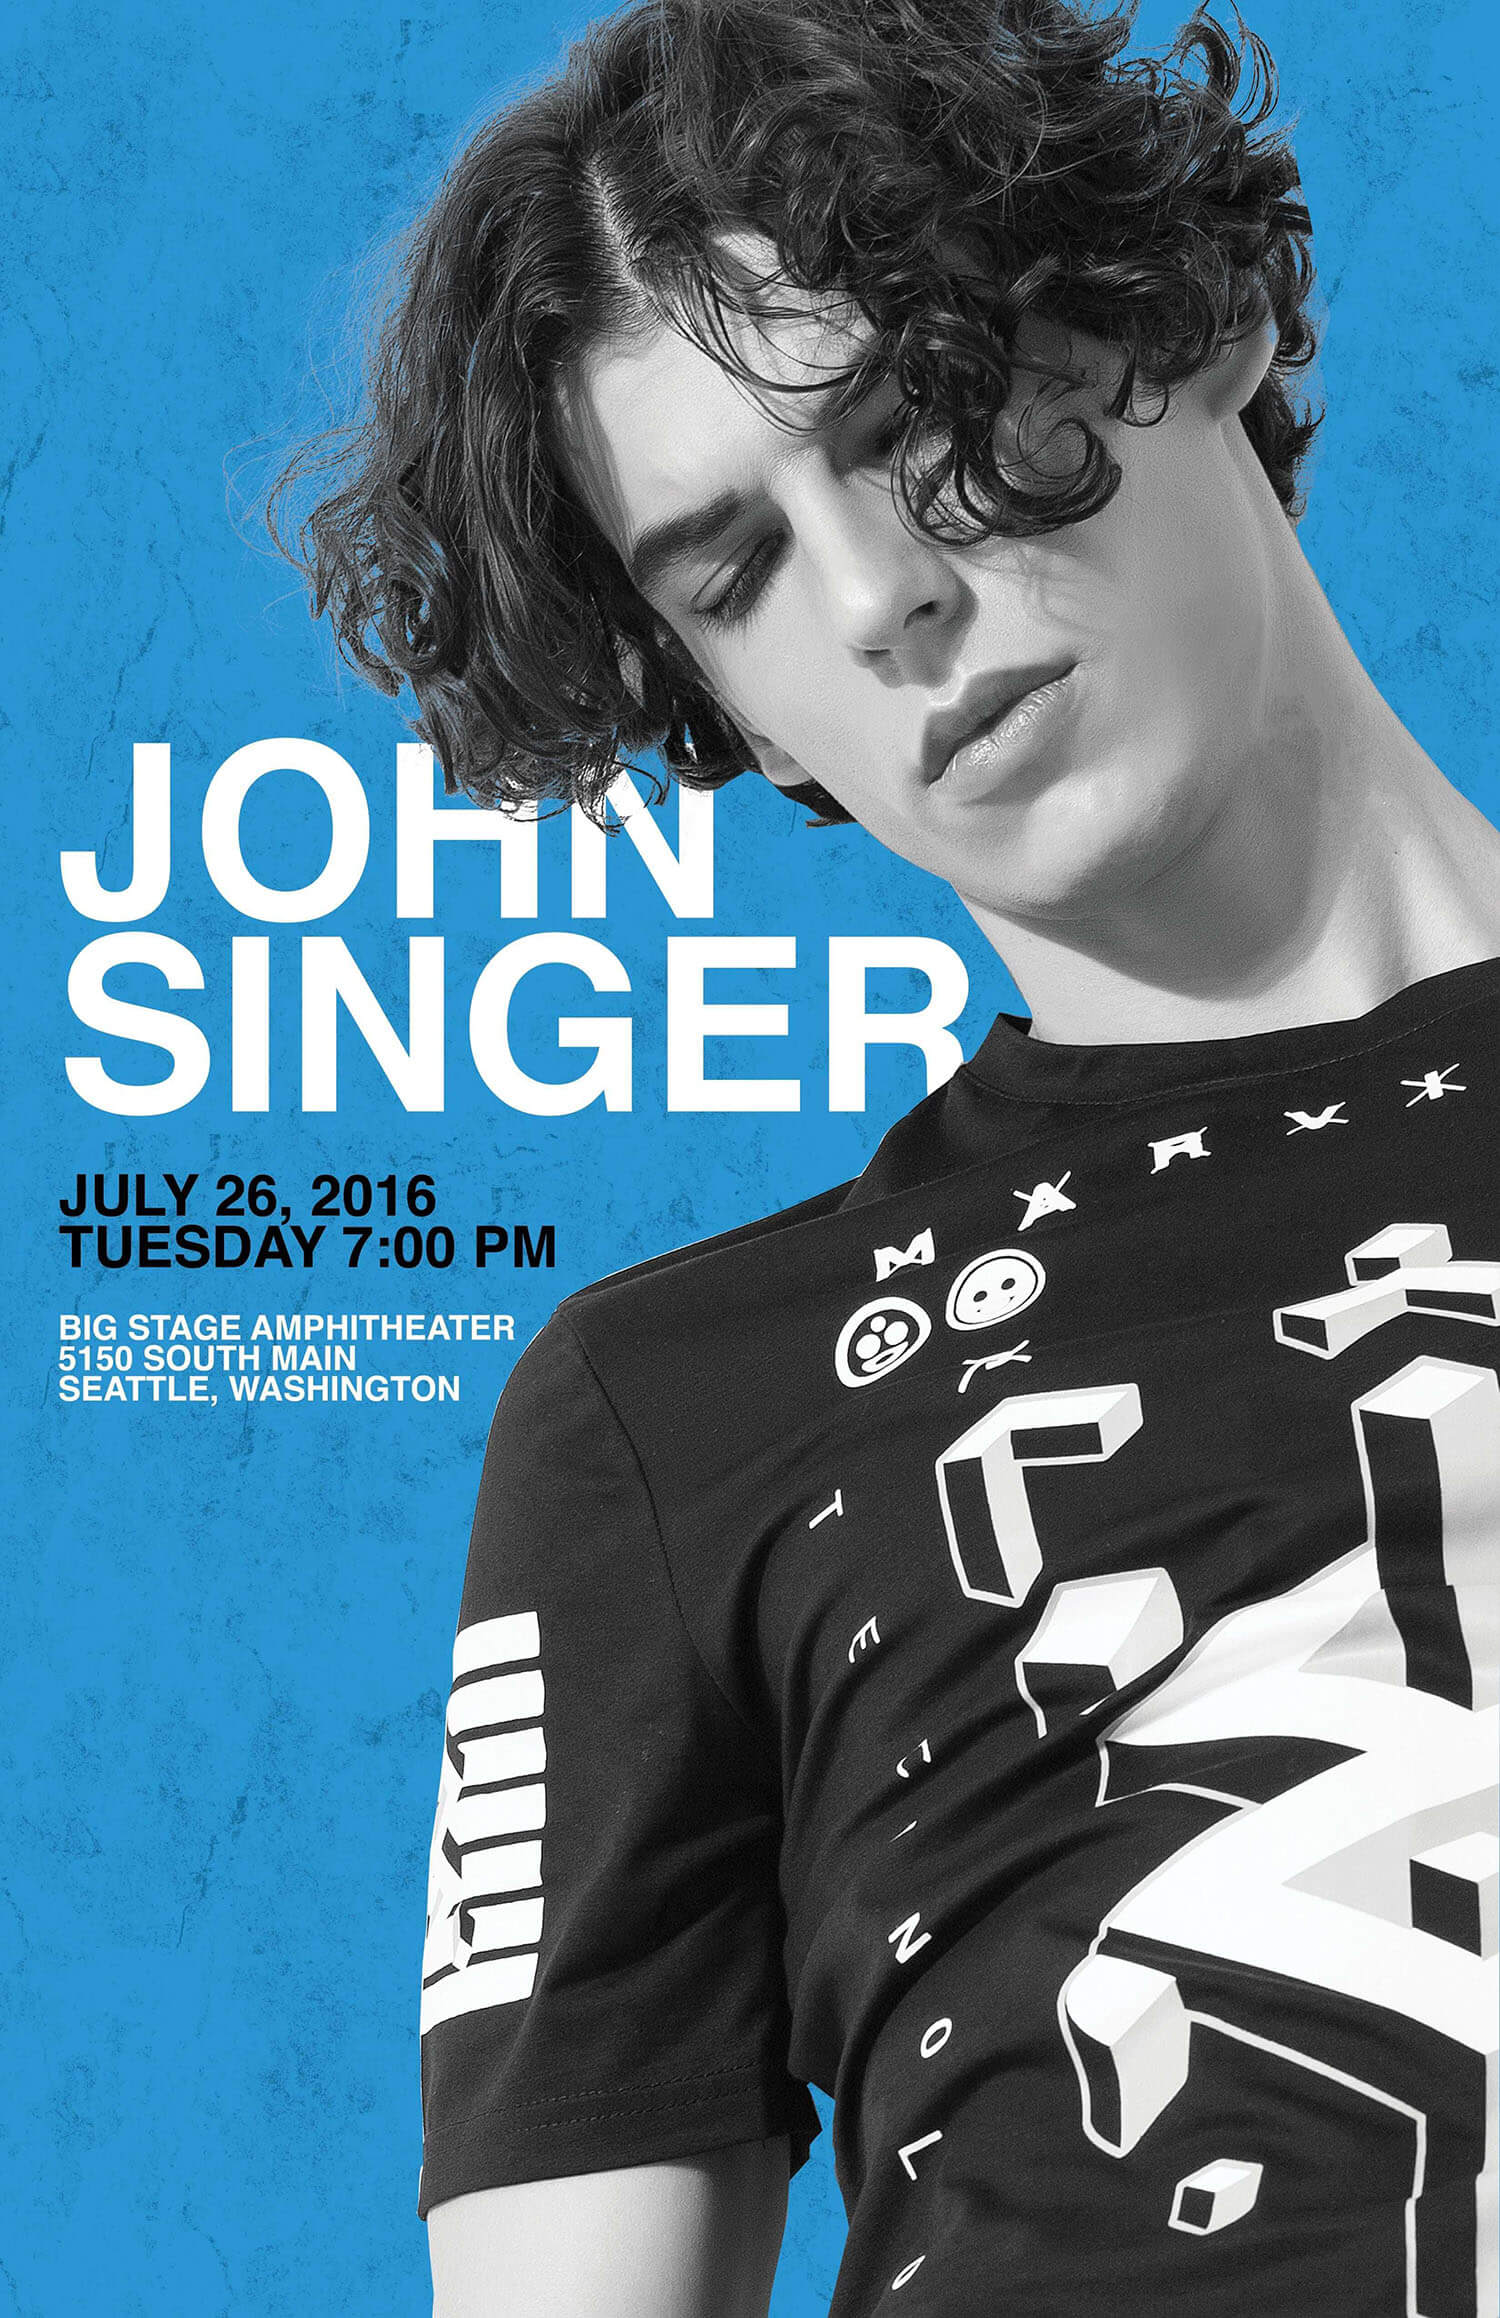 JOHN
SINGER
JULY 26, 2016
TUESDAY 7:00 PM
BIG STAGE AMPHITHEATER
5150 SOUTH MAIN
SEATTLE, WASHINGTON